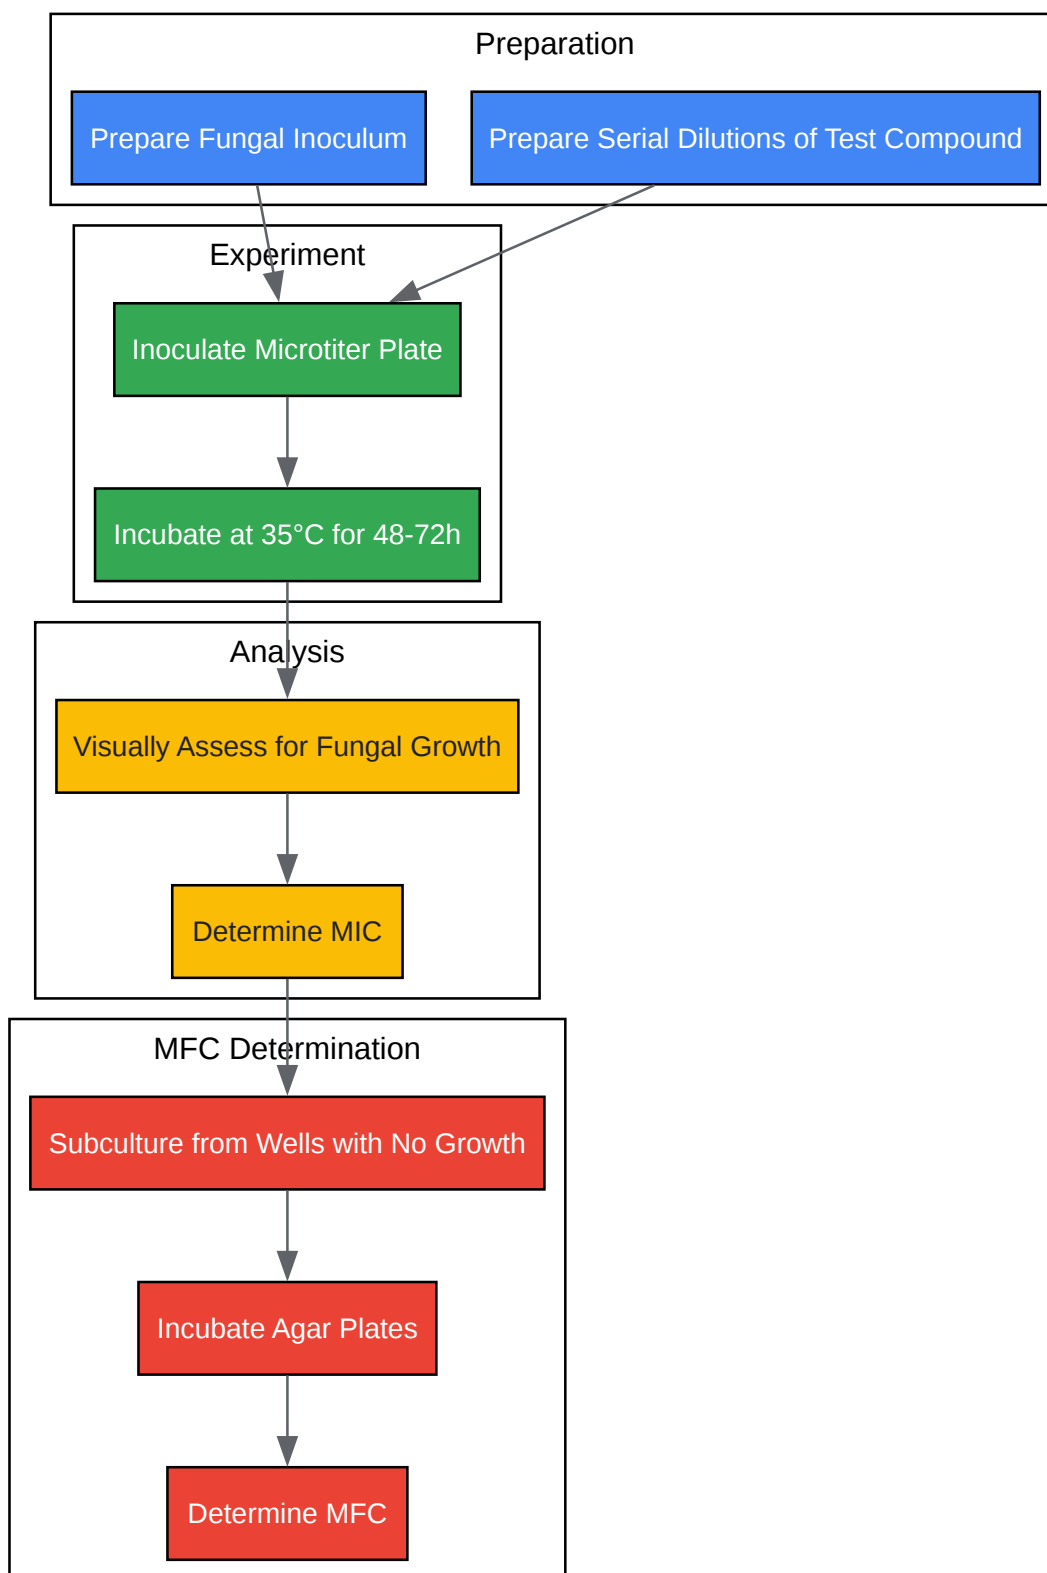 Preparation
Prepare Fungal Inoculum
Prepare Serial Dilutions of Test Compound
Experiment
Inoculate Microtiter Plate
Incubate at 35°C for 48-72h
Analysis
Visually Assess for Fungal Growth
Determine MIC
MFC Determination
Subculture from Wells with No Growth
Incubate Agar Plates
Determine MFC